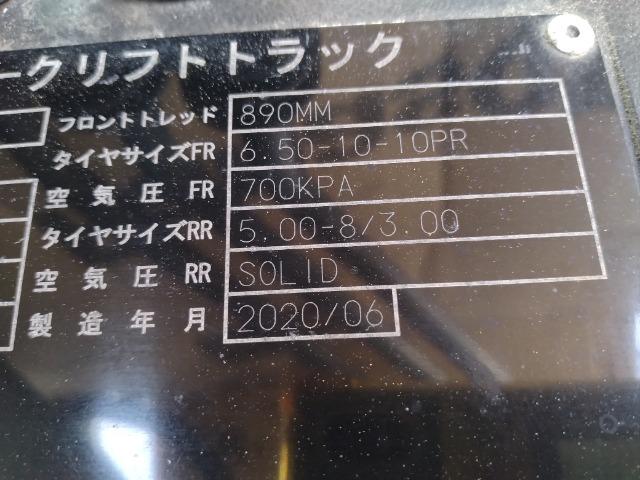 ークリフトトラック
フロントトレッド 890MM
タイヤサイズFR 6.50-10-10PR
空気圧 FR 700KPA
タイヤサイズRR 5.00-8/3.00
空気圧 RR SOLID
製造年月 2020/06